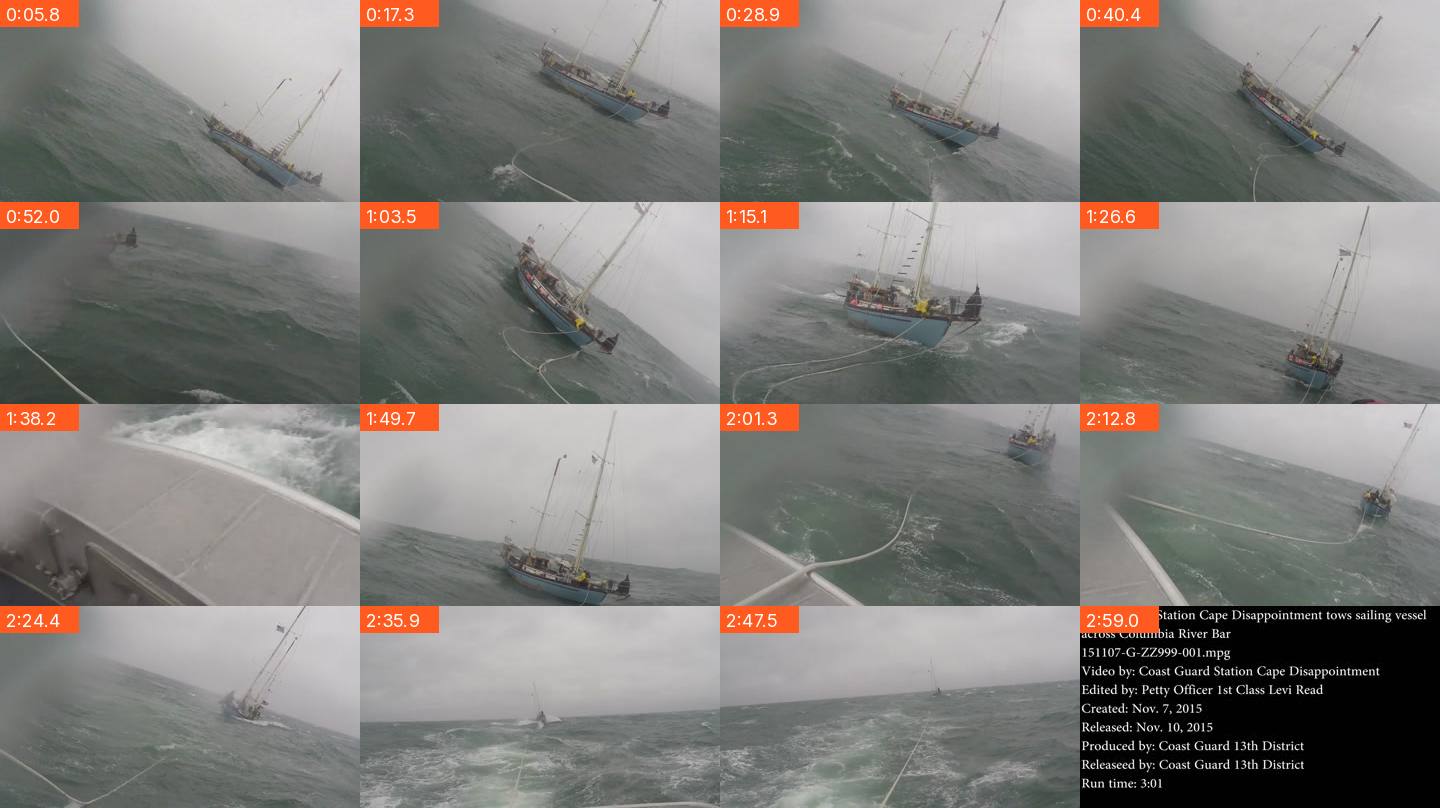 0:05.8
0:17.3
0:28.9
0:40.4
0:52.0
1:03.5
1:15.1
1:26.6
1:38.2
1:49.7
2:01.3
2:12.8
2:24.4
2:35.9
2:47.5
2:59.0
Station Cape Disappointment tows sailing vessel
across Columbia River Bar
151107-G-ZZ999-001.mpg
Video by: Coast Guard Station Cape Disappointment
Edited by: Petty Officer 1st Class Levi Read
Created: Nov. 7, 2015
Released: Nov. 10, 2015
Produced by: Coast Guard 13th District
Releaseed by: Coast Guard 13th District
Run time: 3:01